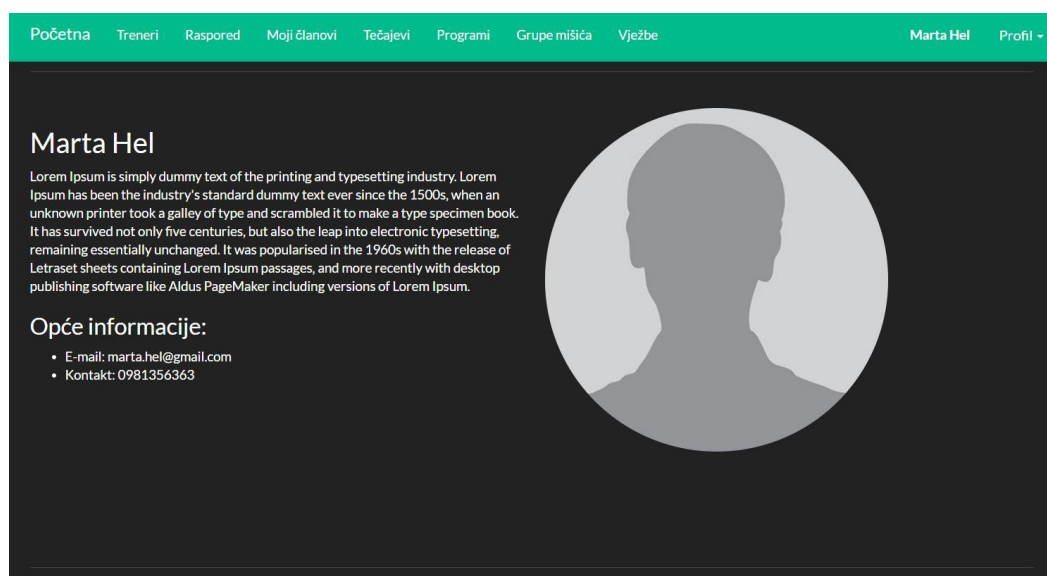 Početna Treneri Raspored Moji članovi Tečajevi Programi Grupe mišića Vježbe Marta Hel Profil
Marta Hel
Lorem Ipsum is simply dummy text of the printing and typesetting industry. Lorem
Ipsum has been the industry's standard dummy text ever since the 1500s, when an
unknown printer took a galley of type and scrambled it to make a type specimen book.
It has survived not only five centuries, but also the leap into electronic typesetting,
remaining essentially unchanged. It was popularised in the 1960s with the release of
Letraset sheets containing Lorem Ipsum passages, and more recently with desktop
publishing software like Aldus PageMaker including versions of Lorem Ipsum.
Opće informacije:
• E-mail: marta.hel@gmail.com
• Kontakt: 0981356363